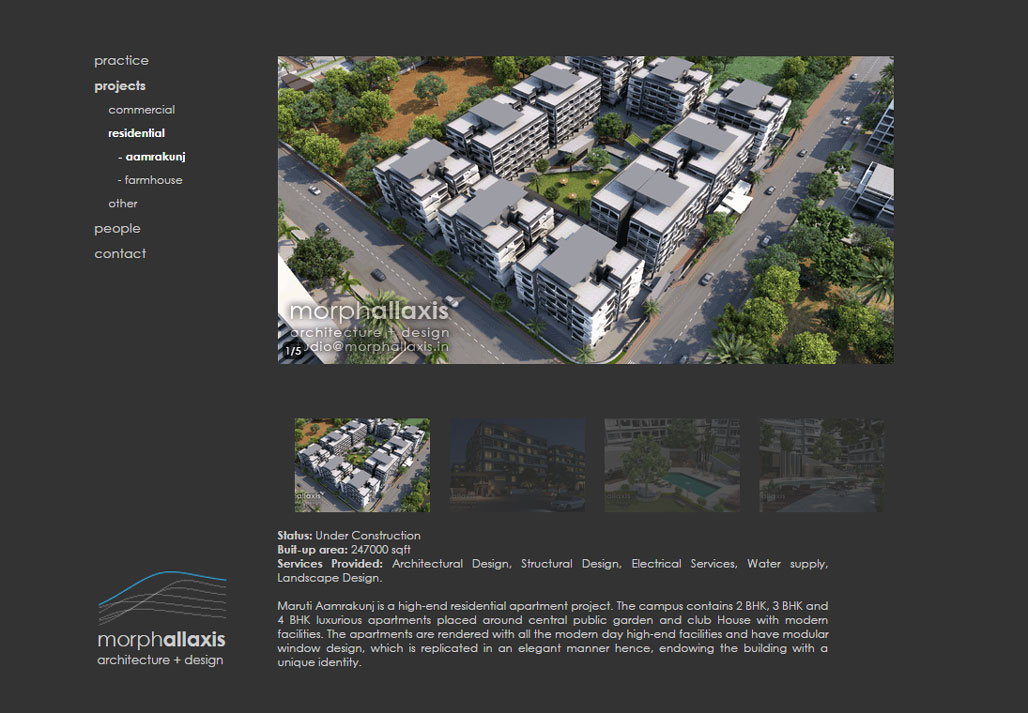 practice
projects
commercial
residential
- aamrakunj
- farmhouse
other
people
contact
morphallaxis
architecture + design
dio@morphallaxis.in
1/5
allaxis
allaxis
Status: Under Construction
Buit-up area: 247000 sqft
Services Provided: Architectural Design, Structural Design, Electrical Services, Water supply,
Landscape Design.
Maruti Aamrakunj is a high-end residential apartment project. The campus contains 2 BHK, 3 BHK and
4 BHK luxurious apartments placed around central public garden and club House with modern
facilities. The apartments are rendered with all the modern day high-end facilities and have modular
window design, which is replicated in an elegant manner hence, endowing the building with a
unique identity.
morphallaxis
architecture + design